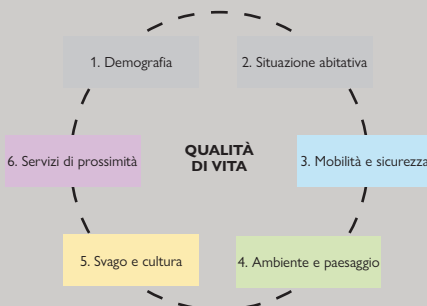 1. Demografia
2. Situazione abitativa
6. Servizi di prossimità
QUALITÀ
DI VITA
3. Mobilità e sicurezza
5. Svago e cultura
4. Ambiente e paesaggio